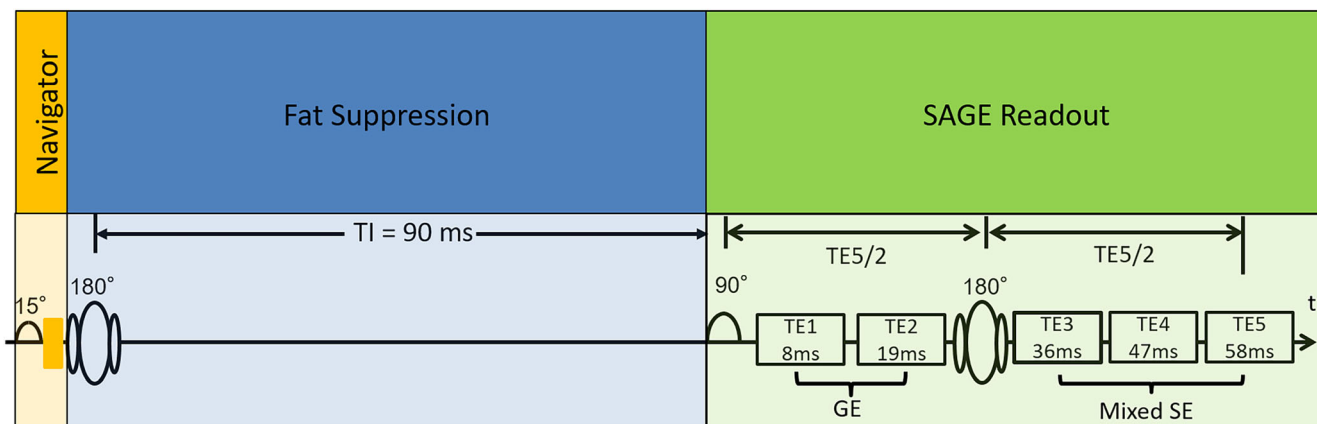 Navigator
Fat Suppression
SAGE Readout
TI = 90 ms
TE5/2
TE5/2
15°
180°
90°
180°
t
TE1
8ms
TE2
19ms
TE3
36ms
TE4
47ms
TE5
58ms
GE
Mixed SE